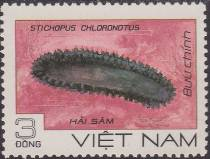 STICHOPUS CHLORONOTUS
Bưu chính
HẢI SÂM
3
ĐỒNG
VIỆT NAM